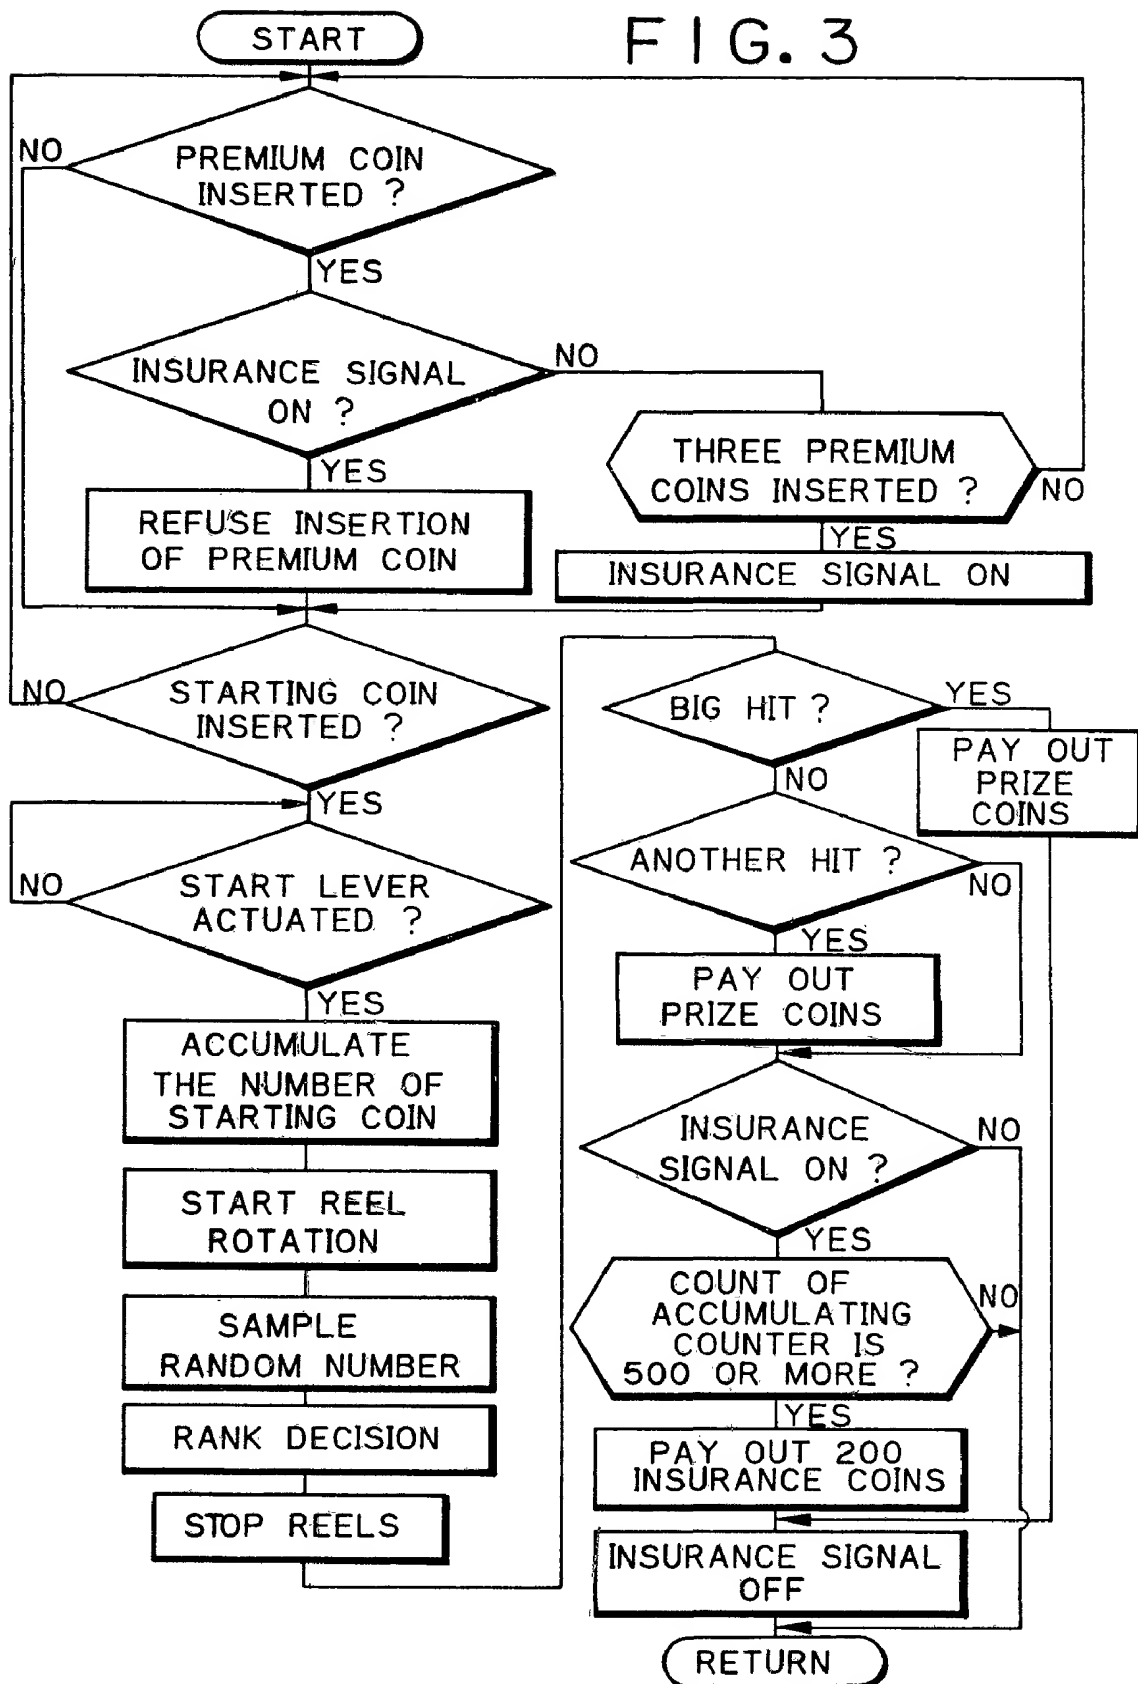 START
FIG. 3
NO
PREMIUM COIN
INSERTED ?
YES
INSURANCE SIGNAL
ON ?
NO
YES
THREE PREMIUM
COINS INSERTED ?
NO
YES
REFUSE INSERTION
OF PREMIUM COIN
INSURANCE SIGNAL ON
NO
STARTING COIN
INSERTED ?
YES
NO
START LEVER
ACTUATED ?
YES
ACCUMULATE
THE NUMBER OF
STARTING COIN
START REEL
ROTATION
SAMPLE
RANDOM NUMBER
RANK DECISION
STOP REELS
BIG HIT ?
YES
PAY OUT
PRIZE
COINS
NO
ANOTHER HIT ?
NO
YES
PAY OUT
PRIZE COINS
INSURANCE
SIGNAL ON ?
NO
YES
COUNT OF
ACCUMULATING
COUNTER IS
500 OR MORE ?
NO
YES
PAY OUT 200
INSURANCE COINS
INSURANCE SIGNAL
OFF
RETURN